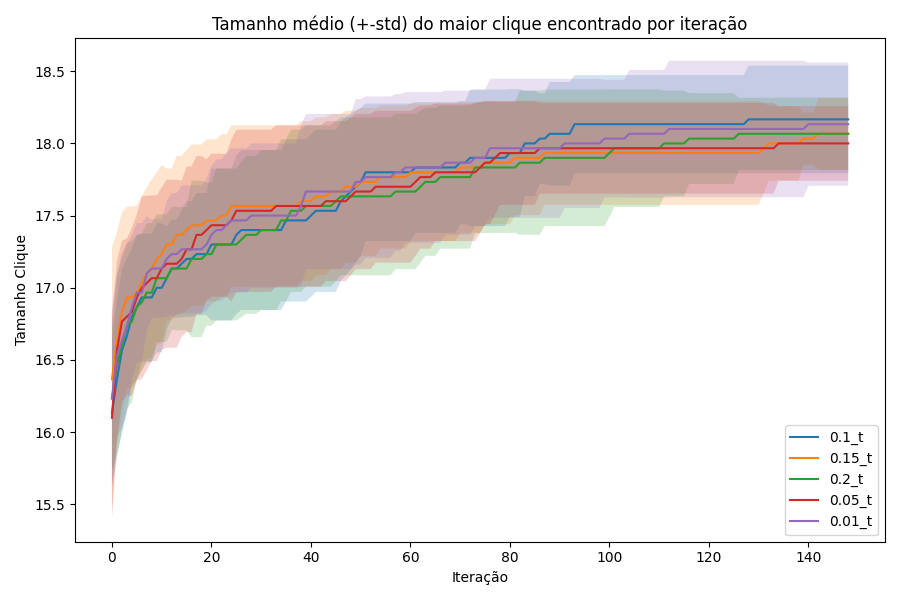 Tamanho médio (+-std) do maior clique encontrado por iteração
Tamanho Clique
18.5
18.0
17.5
17.0
16.5
16.0
15.5
0 20 40 60 80 100 120 140
Iteração
0.1_t
0.15_t
0.2_t
0.05_t
0.01_t